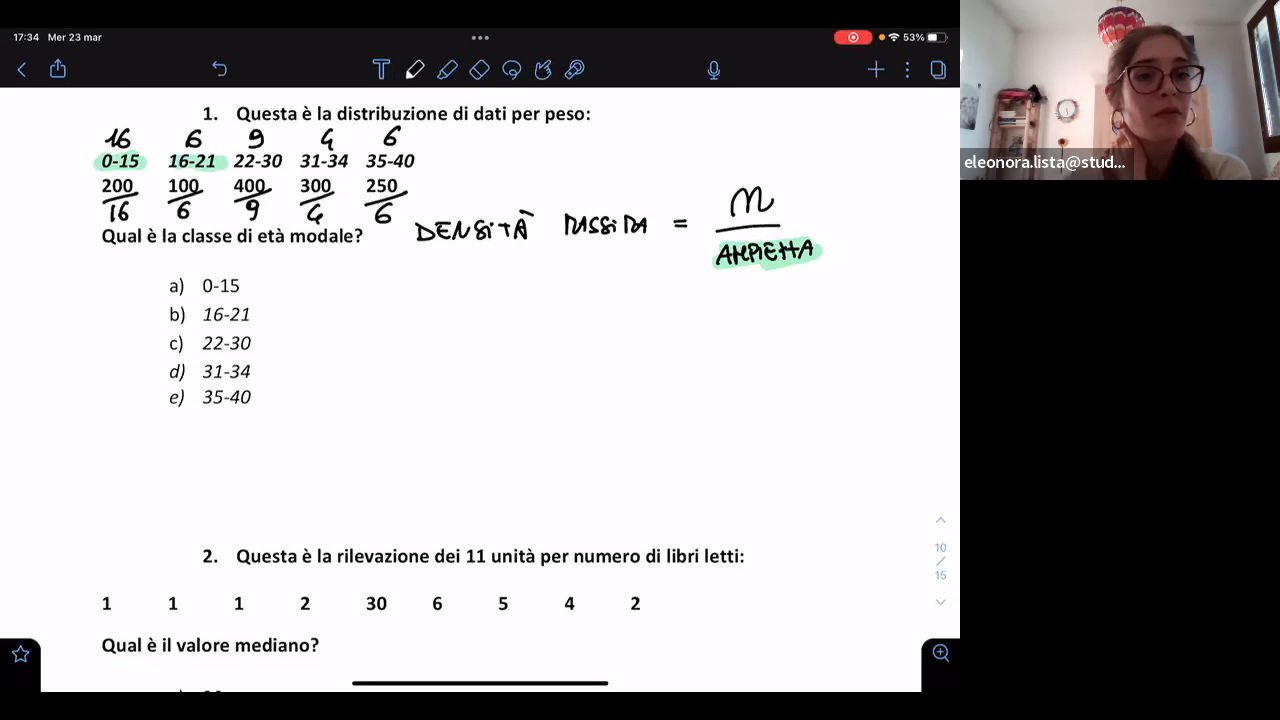 17:34 Mer 23 mar
53%
1. Questa è la distribuzione di dati per peso:
16 6 9 4 6
0-15 16-21 22-30 31-34 35-40
200 100 400 300 250
16 6 9 4 6
DENSITÀ MASSIMA = n
AMPIEZZA
Qual è la classe di età modale?
a) 0-15
b) 16-21
c) 22-30
d) 31-34
e) 35-40
2. Questa è la rilevazione dei 11 unità per numero di libri letti:
1 1 1 2 30 6 5 4 2
Qual è il valore mediano?
10
15
eleonora.lista@stud...